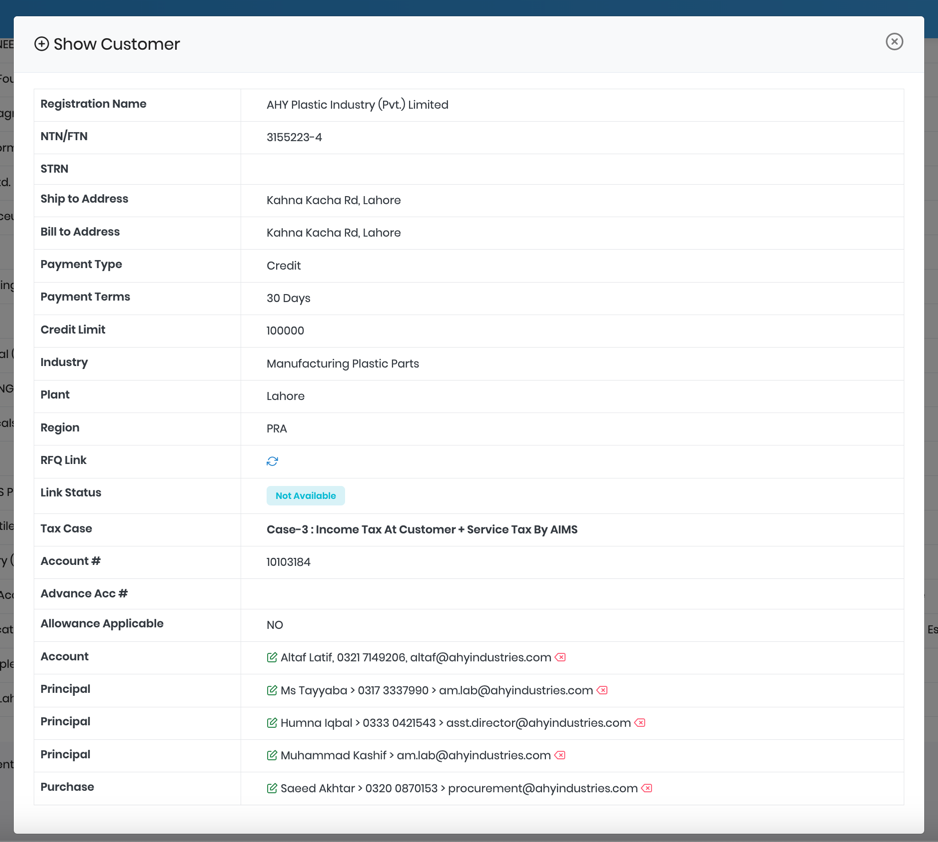 Show Customer
Registration Name AHY Plastic Industry (Pvt.) Limited
NTN/FTN 3155223-4
STRN
Ship to Address Kahna Kacha Rd, Lahore
Bill to Address Kahna Kacha Rd, Lahore
Payment Type Credit
Payment Terms 30 Days
Credit Limit 100000
Industry Manufacturing Plastic Parts
Plant Lahore
Region PRA
RFQ Link
Link Status Not Available
Tax Case Case-3 : Income Tax At Customer + Service Tax By AIMS
Account # 10103184
Advance Acc #
Allowance Applicable NO
Account Altaf Latif, 0321 7149206, altaf@ahyindustries.com
Principal Ms Tayyaba > 0317 3337990 > am.lab@ahyindustries.com
Principal Humna Iqbal > 0333 0421543 > asst.director@ahyindustries.com
Principal Muhammad Kashif > am.lab@ahyindustries.com
Purchase Saeed Akhtar > 0320 0870153 > procurement@ahyindustries.com